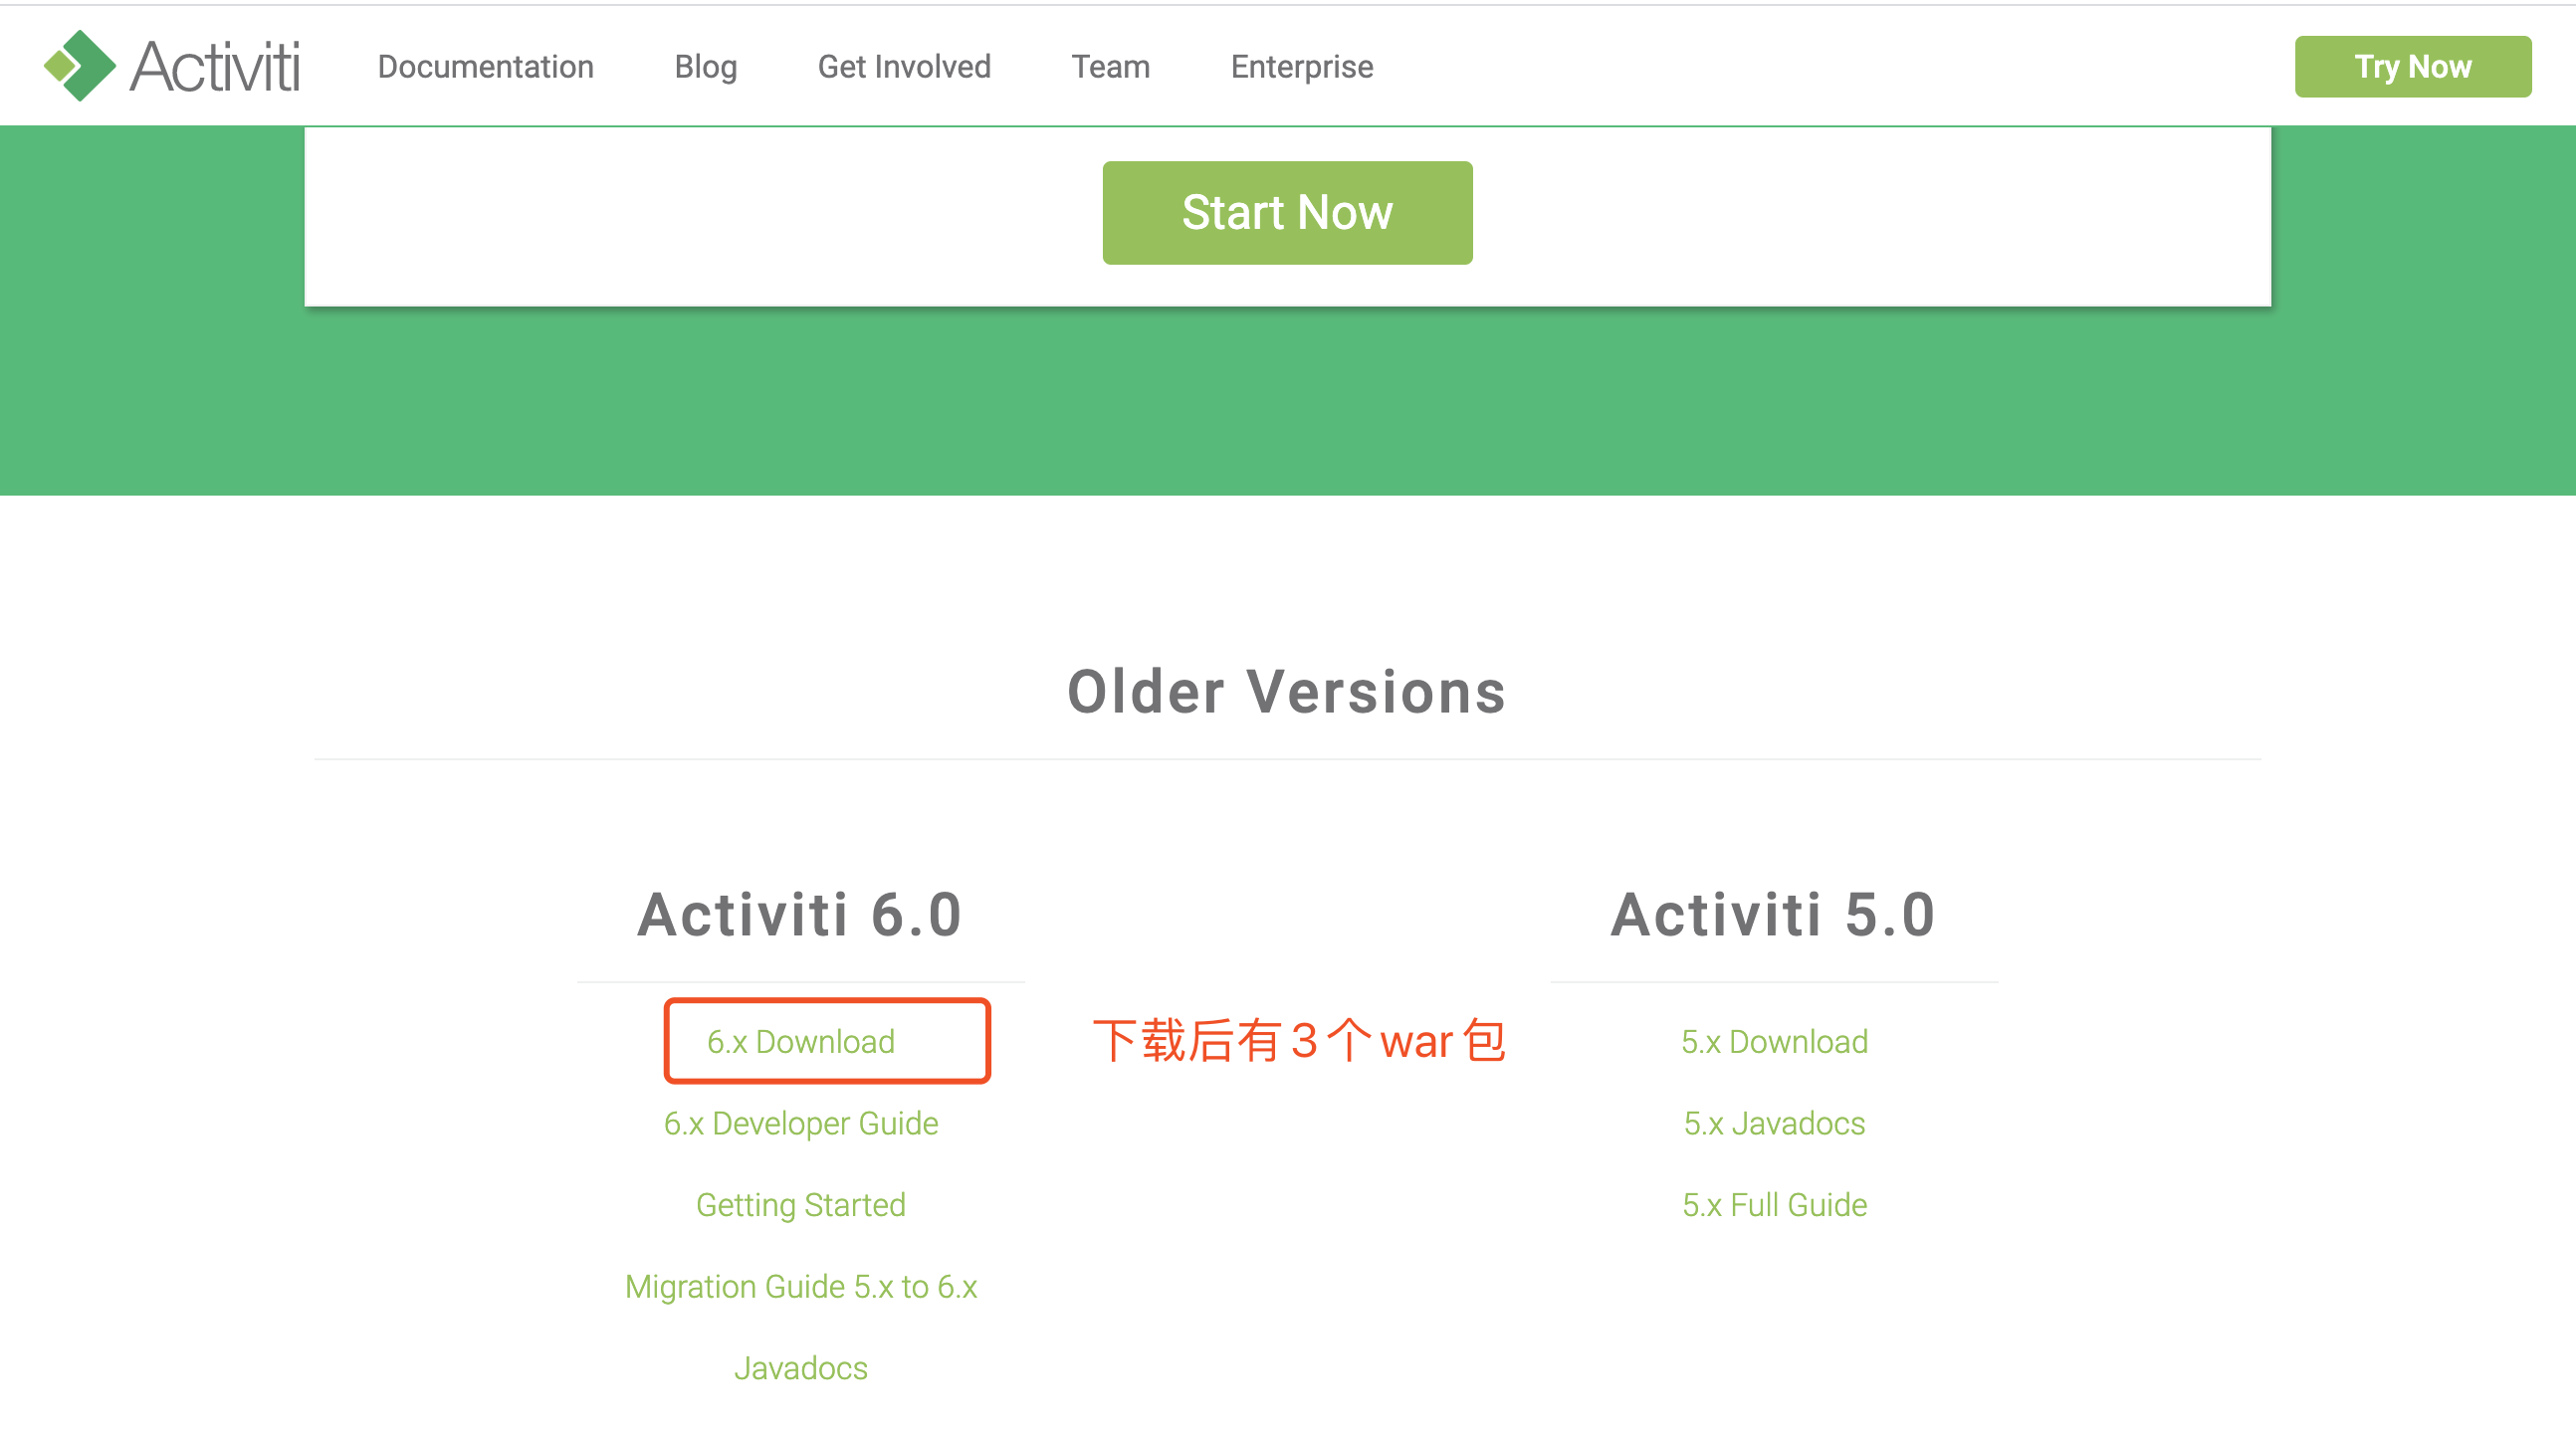 Activiti
Documentation
Blog
Get Involved
Team
Enterprise
Try Now
Start Now
Older Versions
Activiti 6.0
6.x Download
下载后有3个war包
6.x Developer Guide
Getting Started
Migration Guide 5.x to 6.x
Javadocs
Activiti 5.0
5.x Download
5.x Javadocs
5.x Full Guide